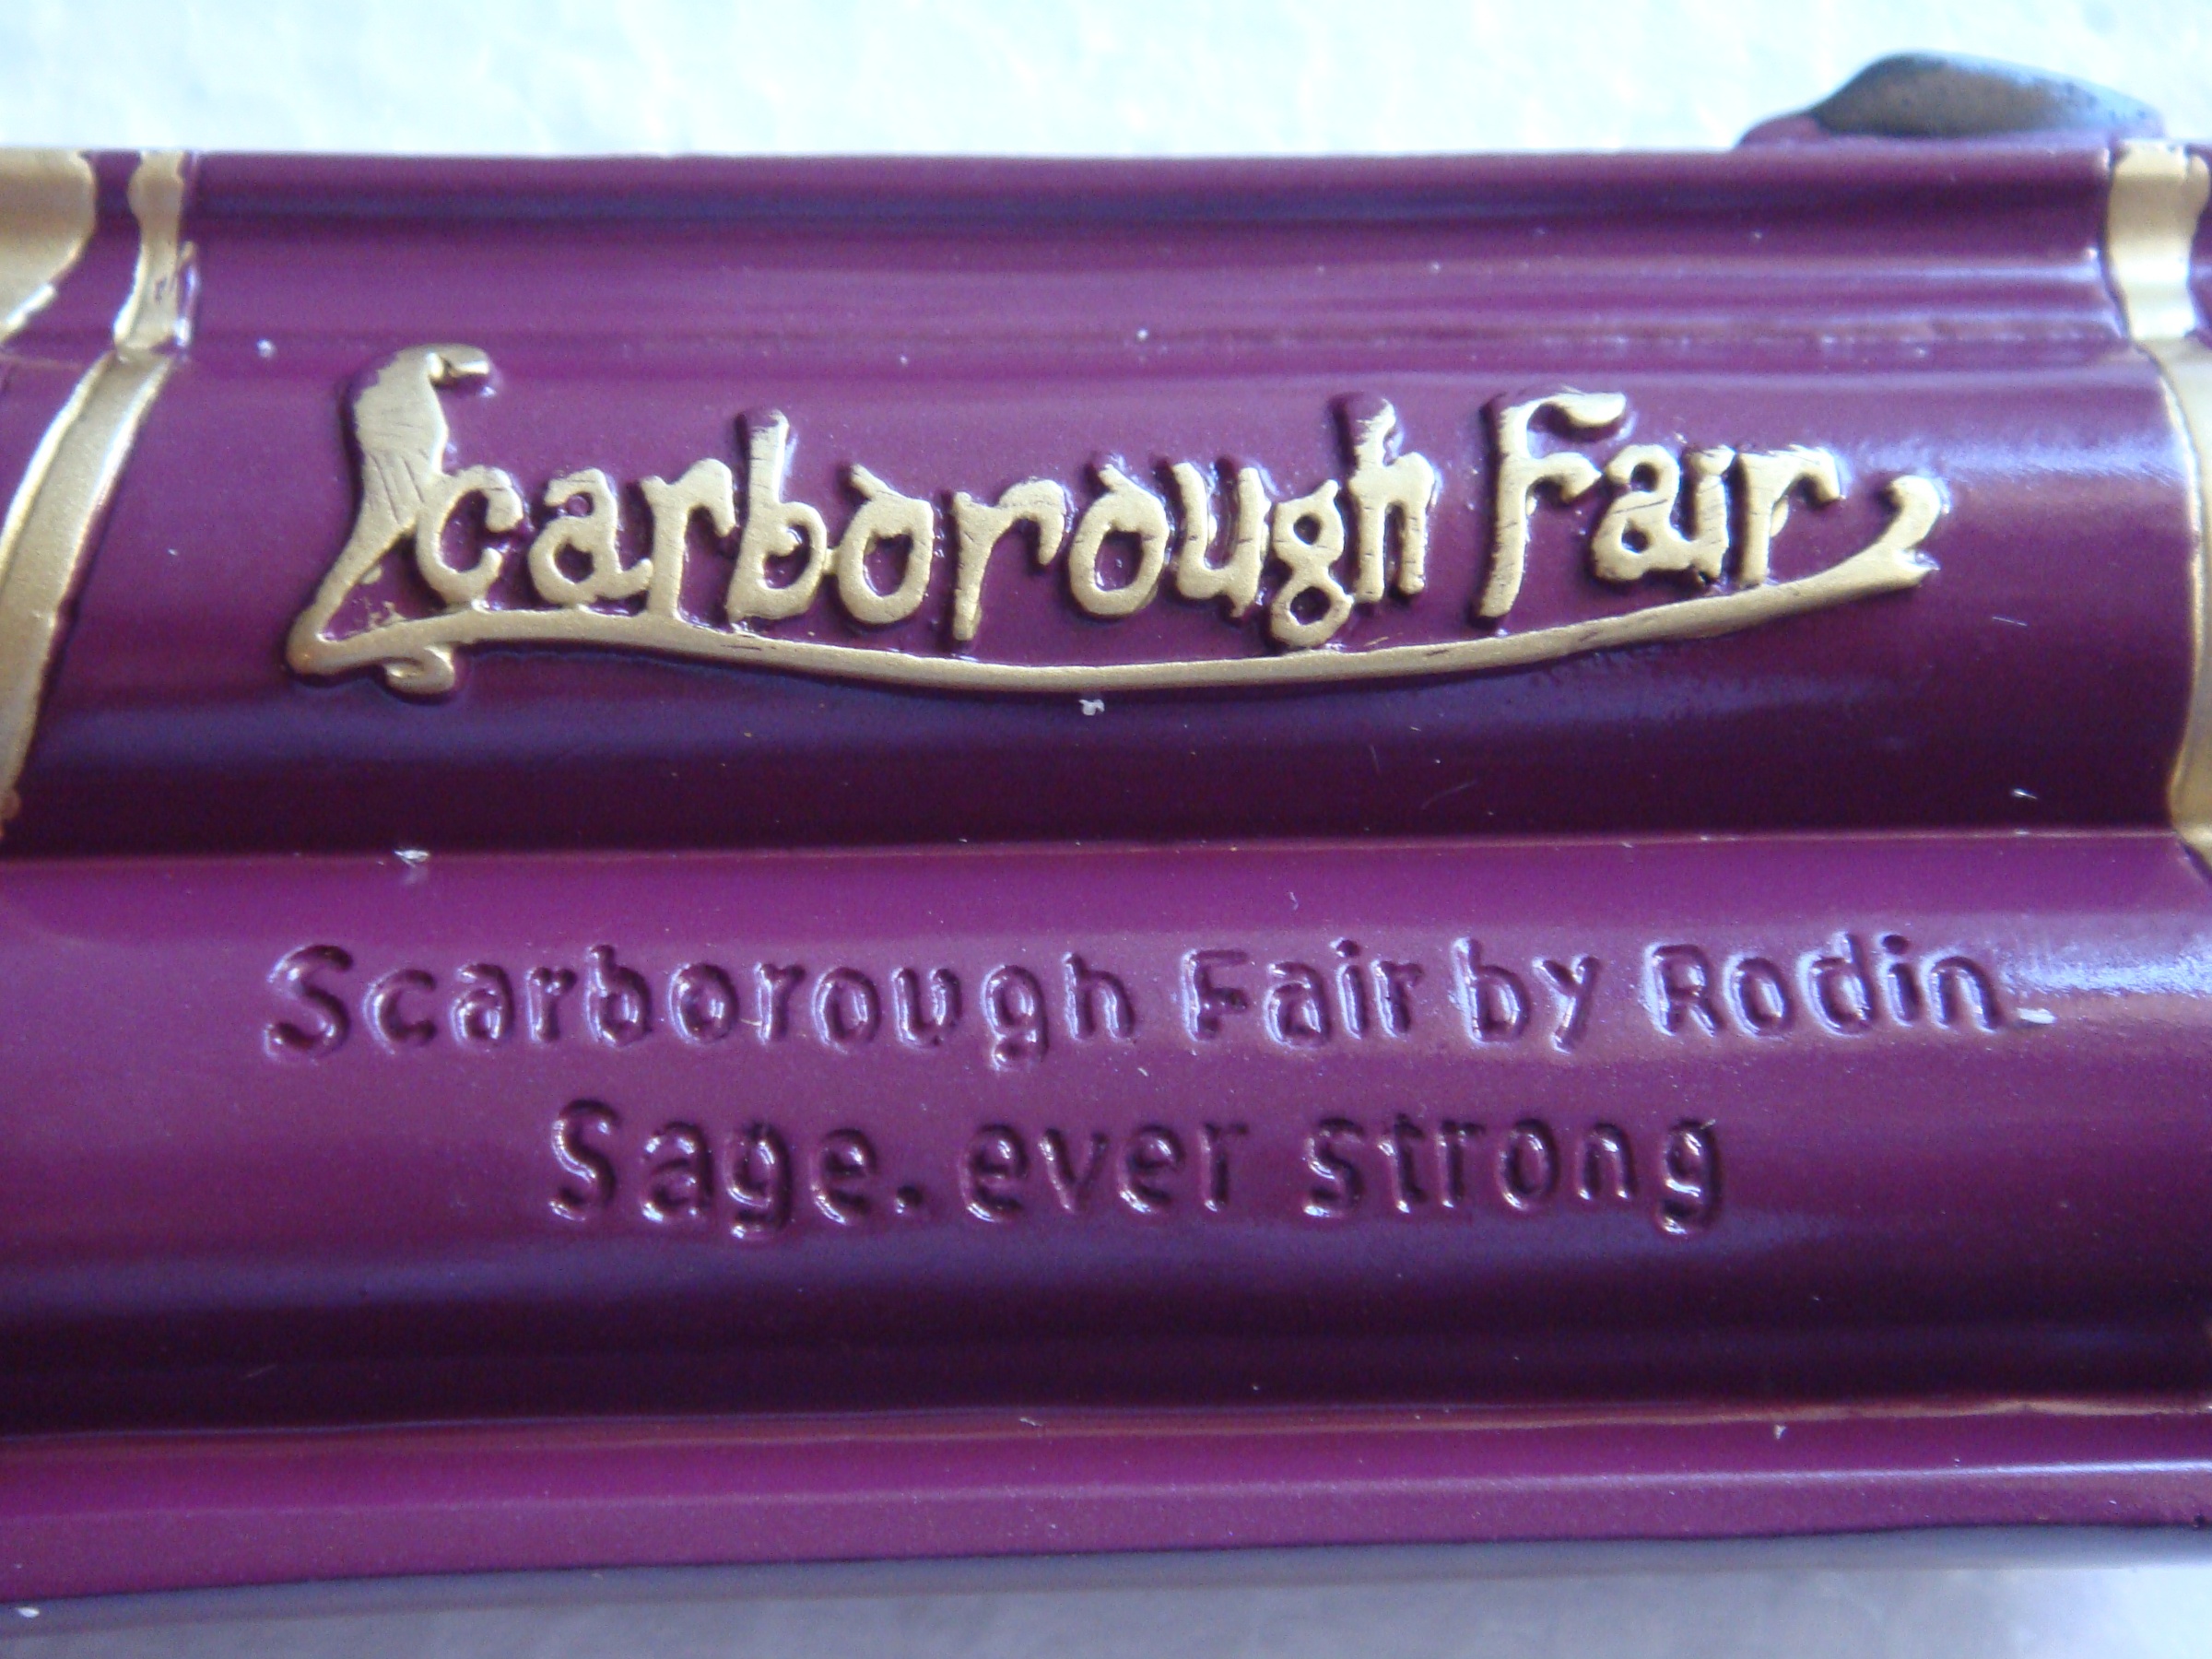 Scarborough Fair
Scarborough Fair by Rodin
Sage. ever strong